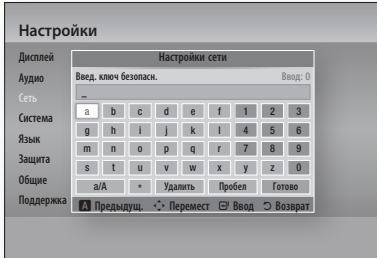 Настройки
Дисплей
Аудио
Сеть
Система
Язык
Защита
Общие
Поддержка
Настройки сети
Введ. ключ безопасн. Ввод: 0
_
a b c d e f 1 2 3
g h i j k l 4 5 6
m n o p q r 7 8 9
s t u v w x y z 0
a/A * Удалить Пробел Готово
A Предыдущ. Перемест Ввод Возврат